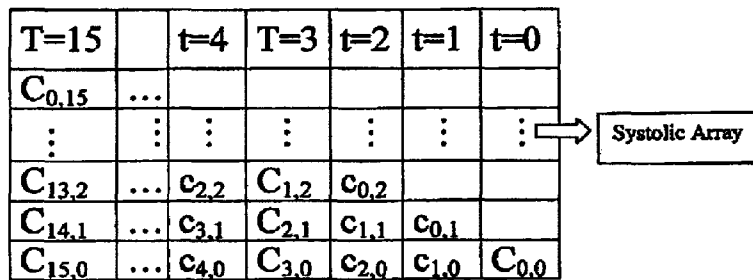 T=15 t=4 T=3 t=2 t=1 t=0
C0,15 ...
⋮ ⋮ ⋮ ⋮ ⋮ ⋮ ⋮ Systolic Array
C13,2 ... c2,2 C1,2 c0,2
C14,1 ... c3,1 C2,1 c1,1 c0,1
C15,0 ... c4,0 C3,0 c2,0 c1,0 C0,0